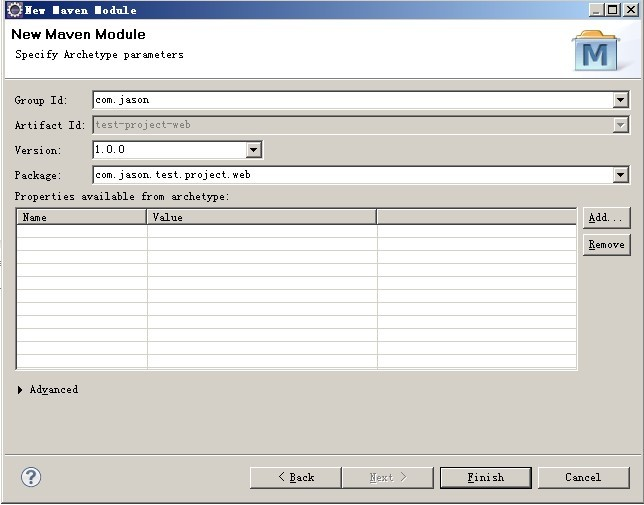 New Maven Module
New Maven Module
Specify Archetype parameters
M
Group Id: com.jason
Artifact Id: test-project-web
Version: 1.0.0
Package: com.jason.test.project.web
Properties available from archetype:
Name Value
Add...
Remove
Advanced
? < Back Next > Finish Cancel